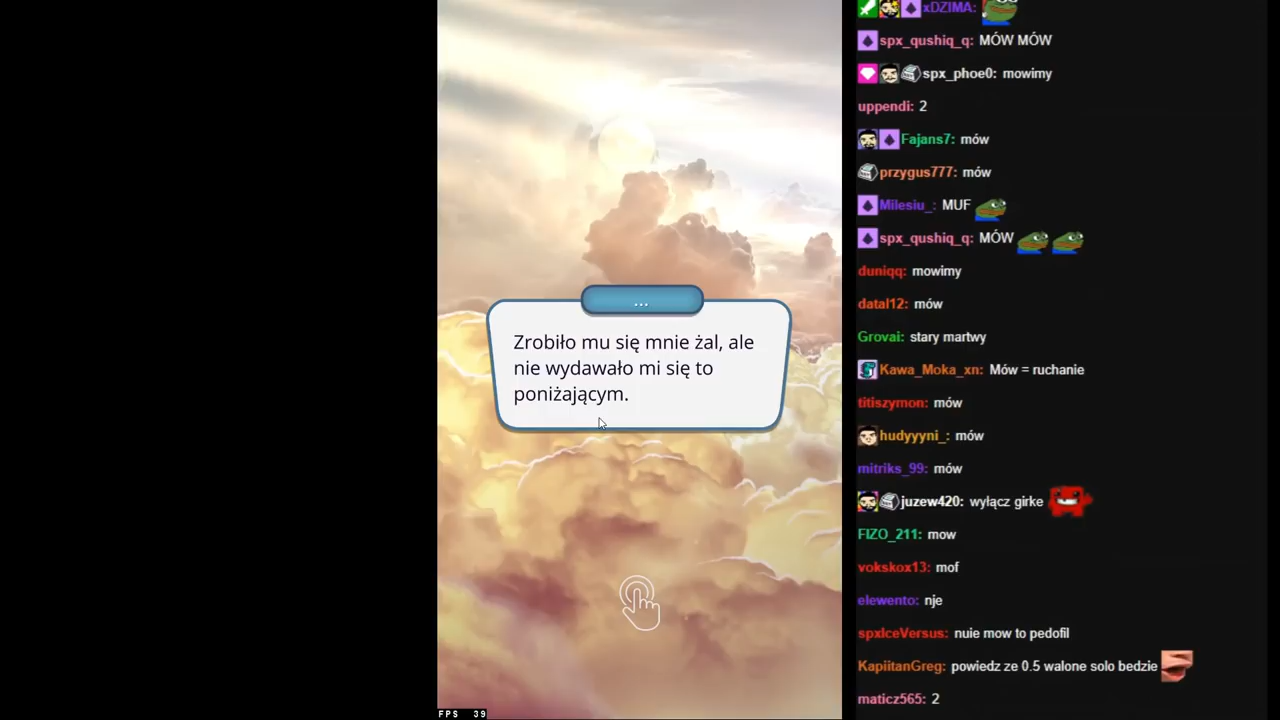 ...
Zrobiło mu się mnie żal, ale
nie wydawało mi się to
poniżającym.
FPS 39
xDZIMA:
spx_qushiq_q: MÓW MÓW
spx_phoe0: mowimy
uppendi: 2
Fajans7: mów
przygus777: mów
Milesiu_: MUF
spx_qushiq_q: MÓW
duniqq: mowimy
datal12: mów
Grovai: stary martwy
Kawa_Moka_xn: Mów = ruchanie
titiszymon: mów
hudyyyni_: mów
mitriks_99: mów
juzew420: wyłącz girke
FIZO_211: mow
vokskox13: mof
elewento: nje
spxIceVersus: nuie mow to pedofil
KapiitanGreg: powiedz ze 0.5 walone solo bedzie
maticz565: 2